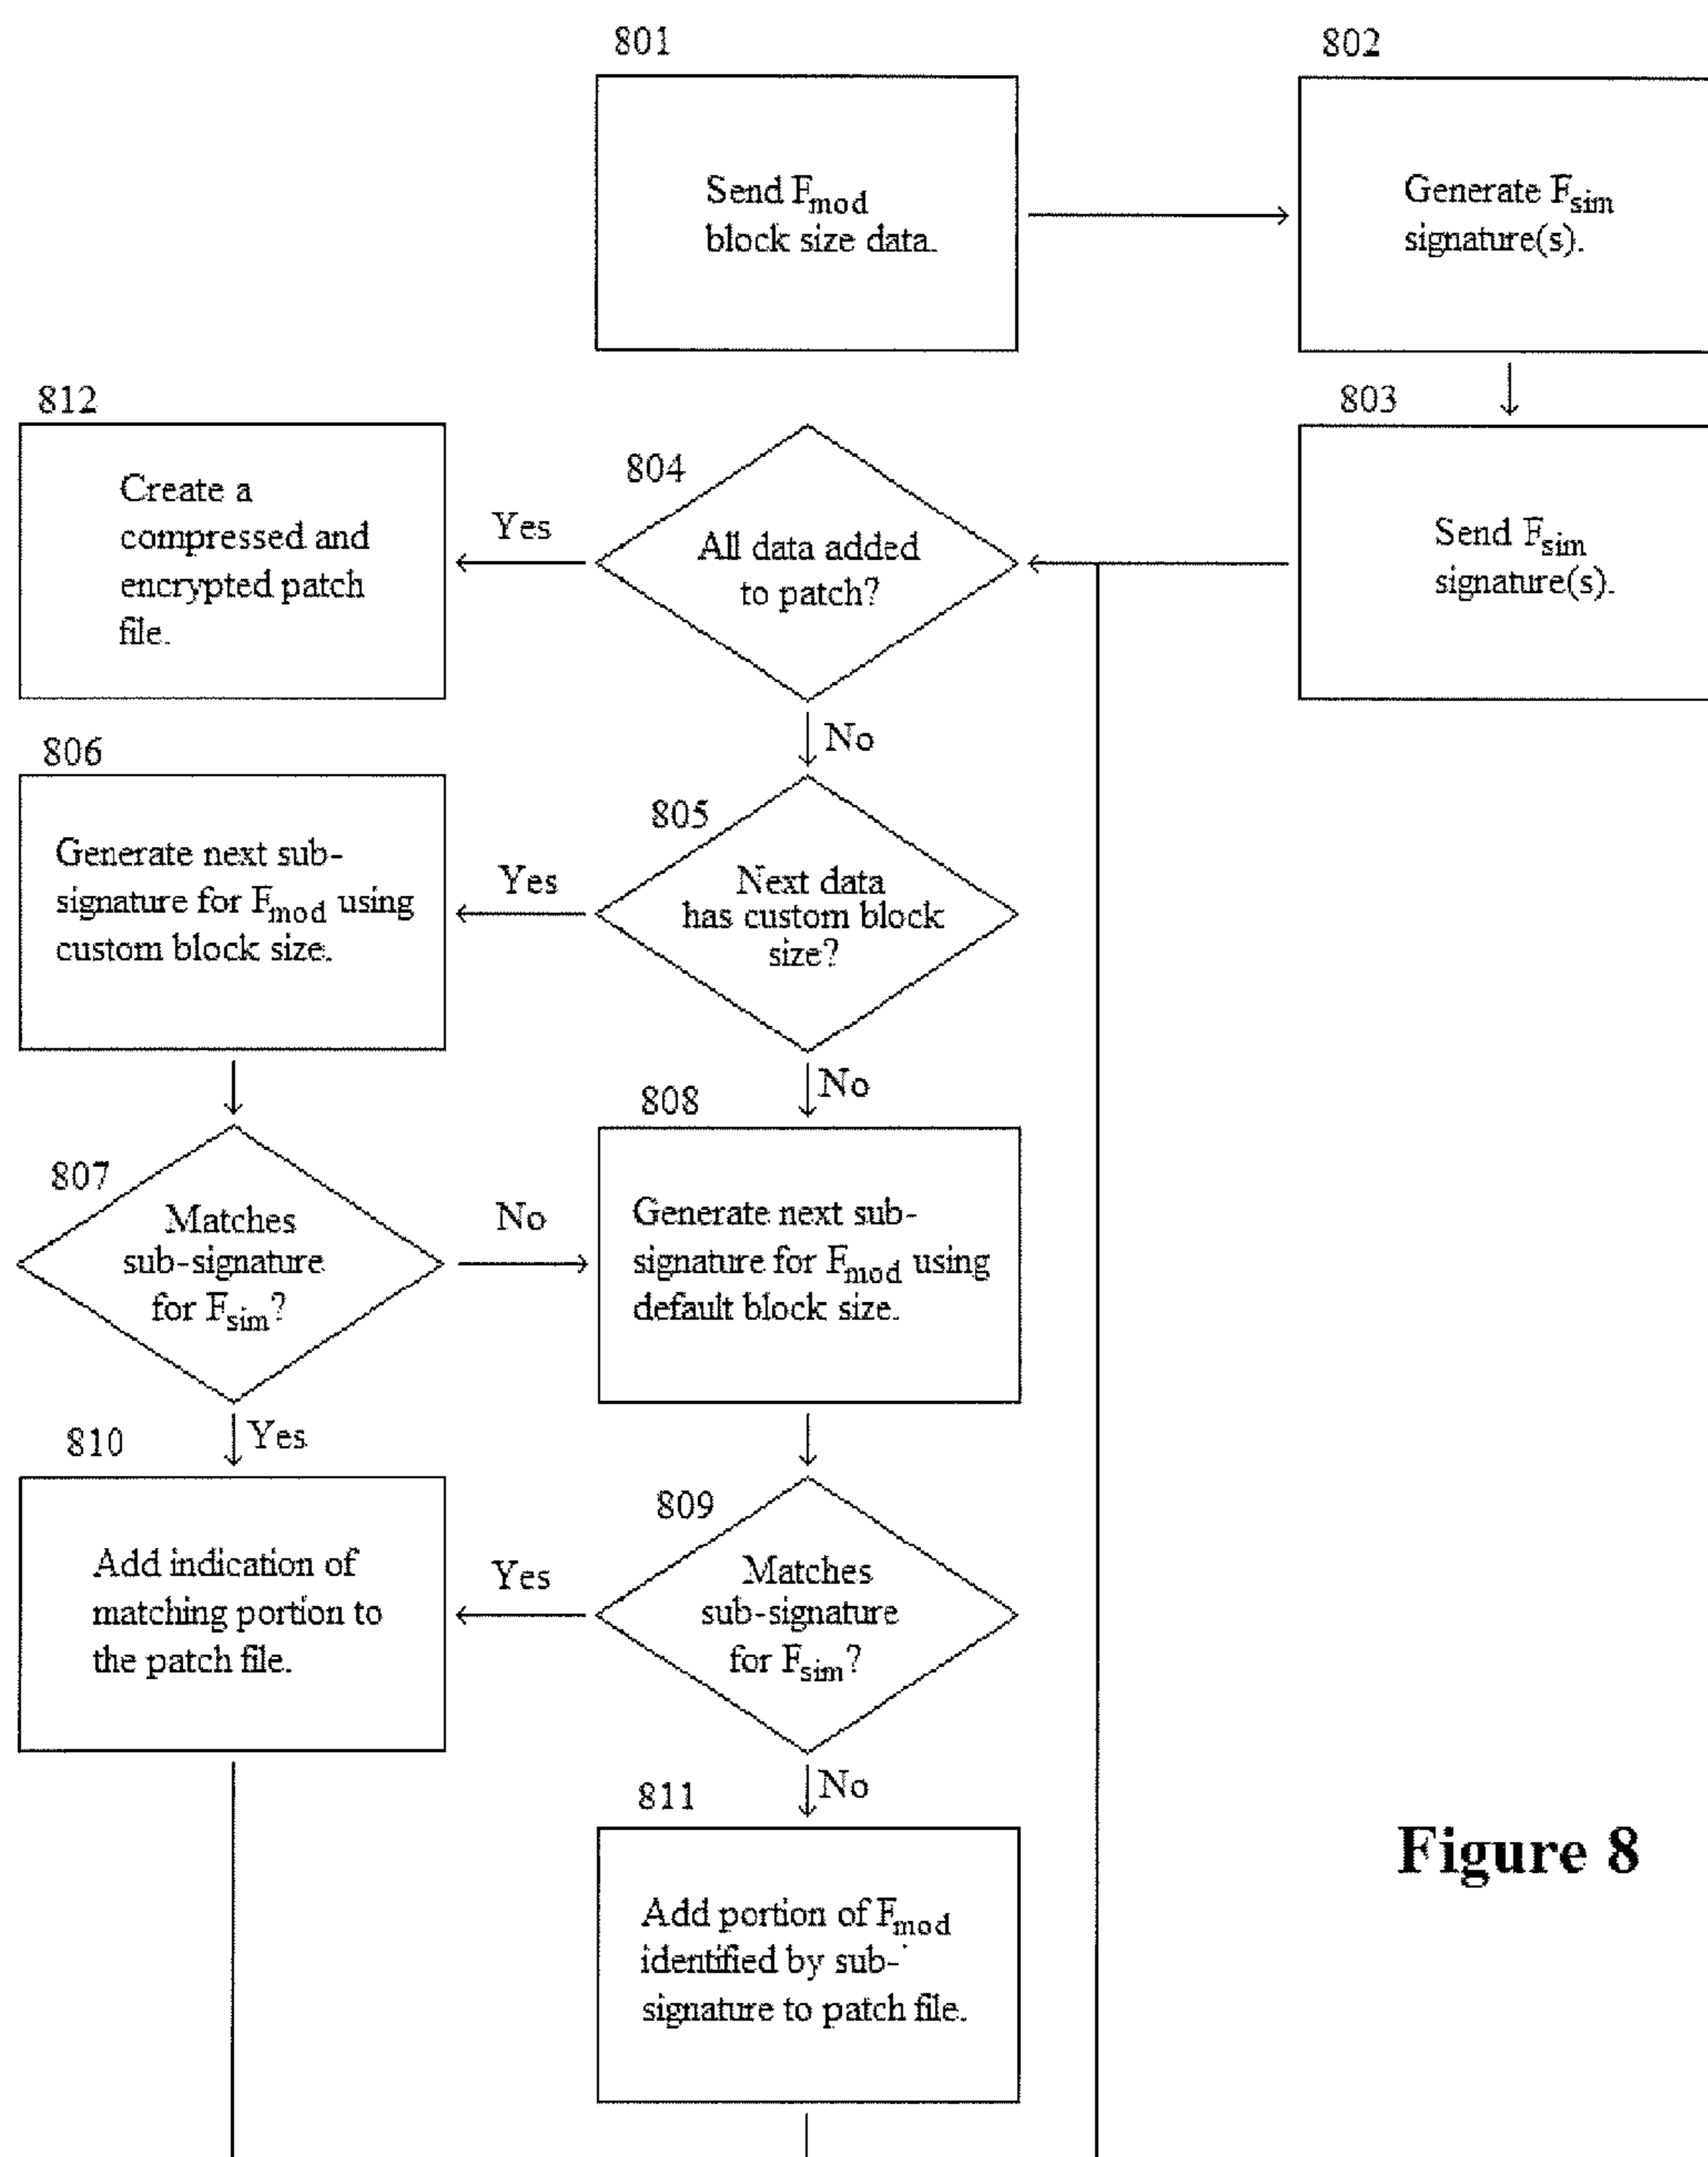 801
Send Fmod
block size data.
802
Generate Fsim
signature(s).
812
Create a
compressed and
encrypted patch
file.
Yes
804
All data added
to patch?
803
Send Fsim
signature(s).
No
806
Generate next sub-
signature for Fmod using
custom block size.
Yes
805
Next data
has custom block
size?
No
807
Matches
sub-signature
for Fsim?
No
808
Generate next sub-
signature for Fmod using
default block size.
Yes
810
Add indication of
matching portion to
the patch file.
Yes
809
Matches
sub-signature
for Fsim?
No
811
Add portion of Fmod
identified by sub-
signature to patch file.
Figure 8